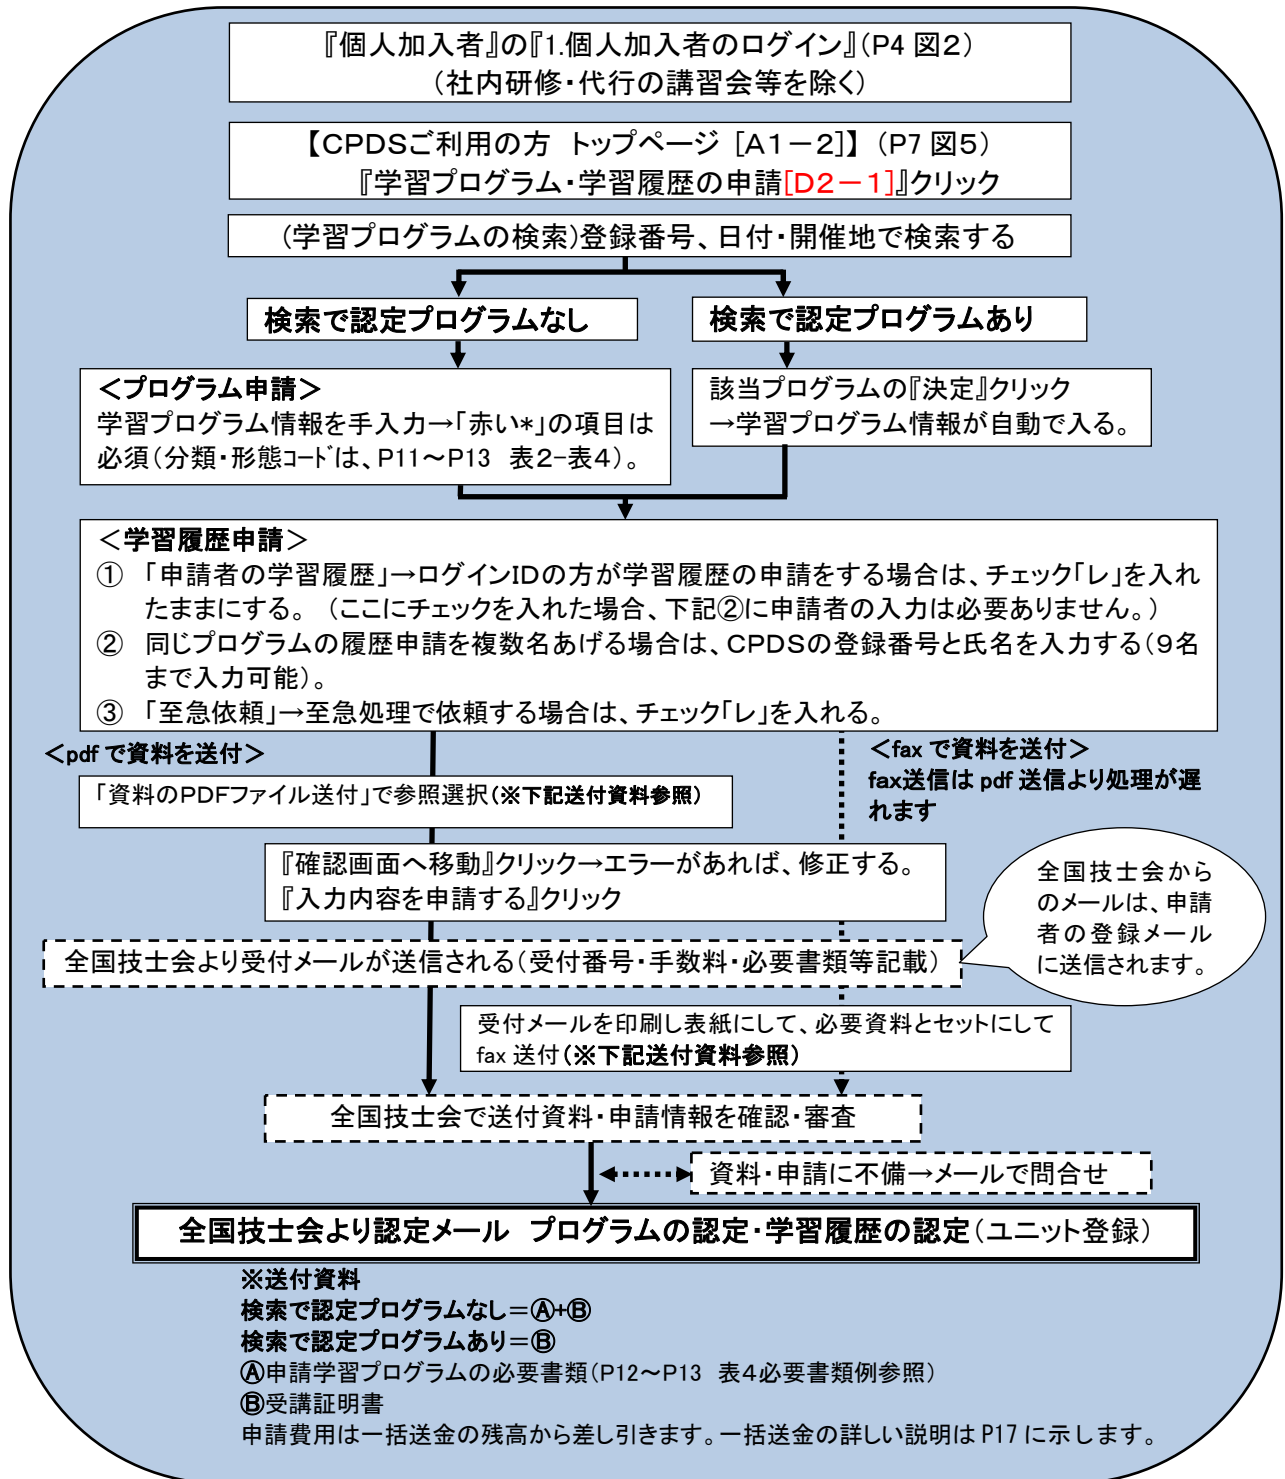 『個人加入者』の『1.個人加入者のログイン』(P4 図2)
(社内研修・代行の講習会等を除く)
【CPDSご利用の方　トップページ [A1－2]】 (P7 図5)
『学習プログラム・学習履歴の申請[D2－1]』クリック
(学習プログラムの検索)登録番号、日付・開催地で検索する
検索で認定プログラムなし
検索で認定プログラムあり
＜プログラム申請＞
学習プログラム情報を手入力→「赤い*」の項目は
必須(分類・形態ｺｰﾄﾞは、P11～P13　表2-表4)。
該当プログラムの『決定』クリック
→学習プログラム情報が自動で入る。
＜学習履歴申請＞
① 「申請者の学習履歴」→ログインIDの方が学習履歴の申請をする場合は、チェック「レ」を入れ
たままにする。 (ここにチェックを入れた場合、下記②に申請者の入力は必要ありません。)
② 同じプログラムの履歴申請を複数名あげる場合は、CPDSの登録番号と氏名を入力する(9名
まで入力可能)。
③ 「至急依頼」→至急処理で依頼する場合は、チェック「レ」を入れる。
＜pdf で資料を送付＞
＜fax で資料を送付＞
fax送信は pdf 送信より処理が遅
れます
「資料のPDFファイル送付」で参照選択(※下記送付資料参照)
『確認画面へ移動』クリック→エラーがあれば、修正する。
『入力内容を申請する』クリック
全国技士会から
のメールは、申請
者の登録メール
に送信されます。
全国技士会より受付メールが送信される(受付番号・手数料・必要書類等記載)
受付メールを印刷し表紙にして、必要資料とセットにして
fax 送付(※下記送付資料参照)
全国技士会で送付資料・申請情報を確認・審査
資料・申請に不備→メールで問合せ
全国技士会より認定メール　プログラムの認定・学習履歴の認定(ユニット登録)
※送付資料
検索で認定プログラムなし＝Ⓐ+Ⓑ
検索で認定プログラムあり＝Ⓑ
Ⓐ申請学習プログラムの必要書類(P12～P13　表4必要書類例参照)
Ⓑ受講証明書
申請費用は一括送金の残高から差し引きます。一括送金の詳しい説明は P17 に示します。